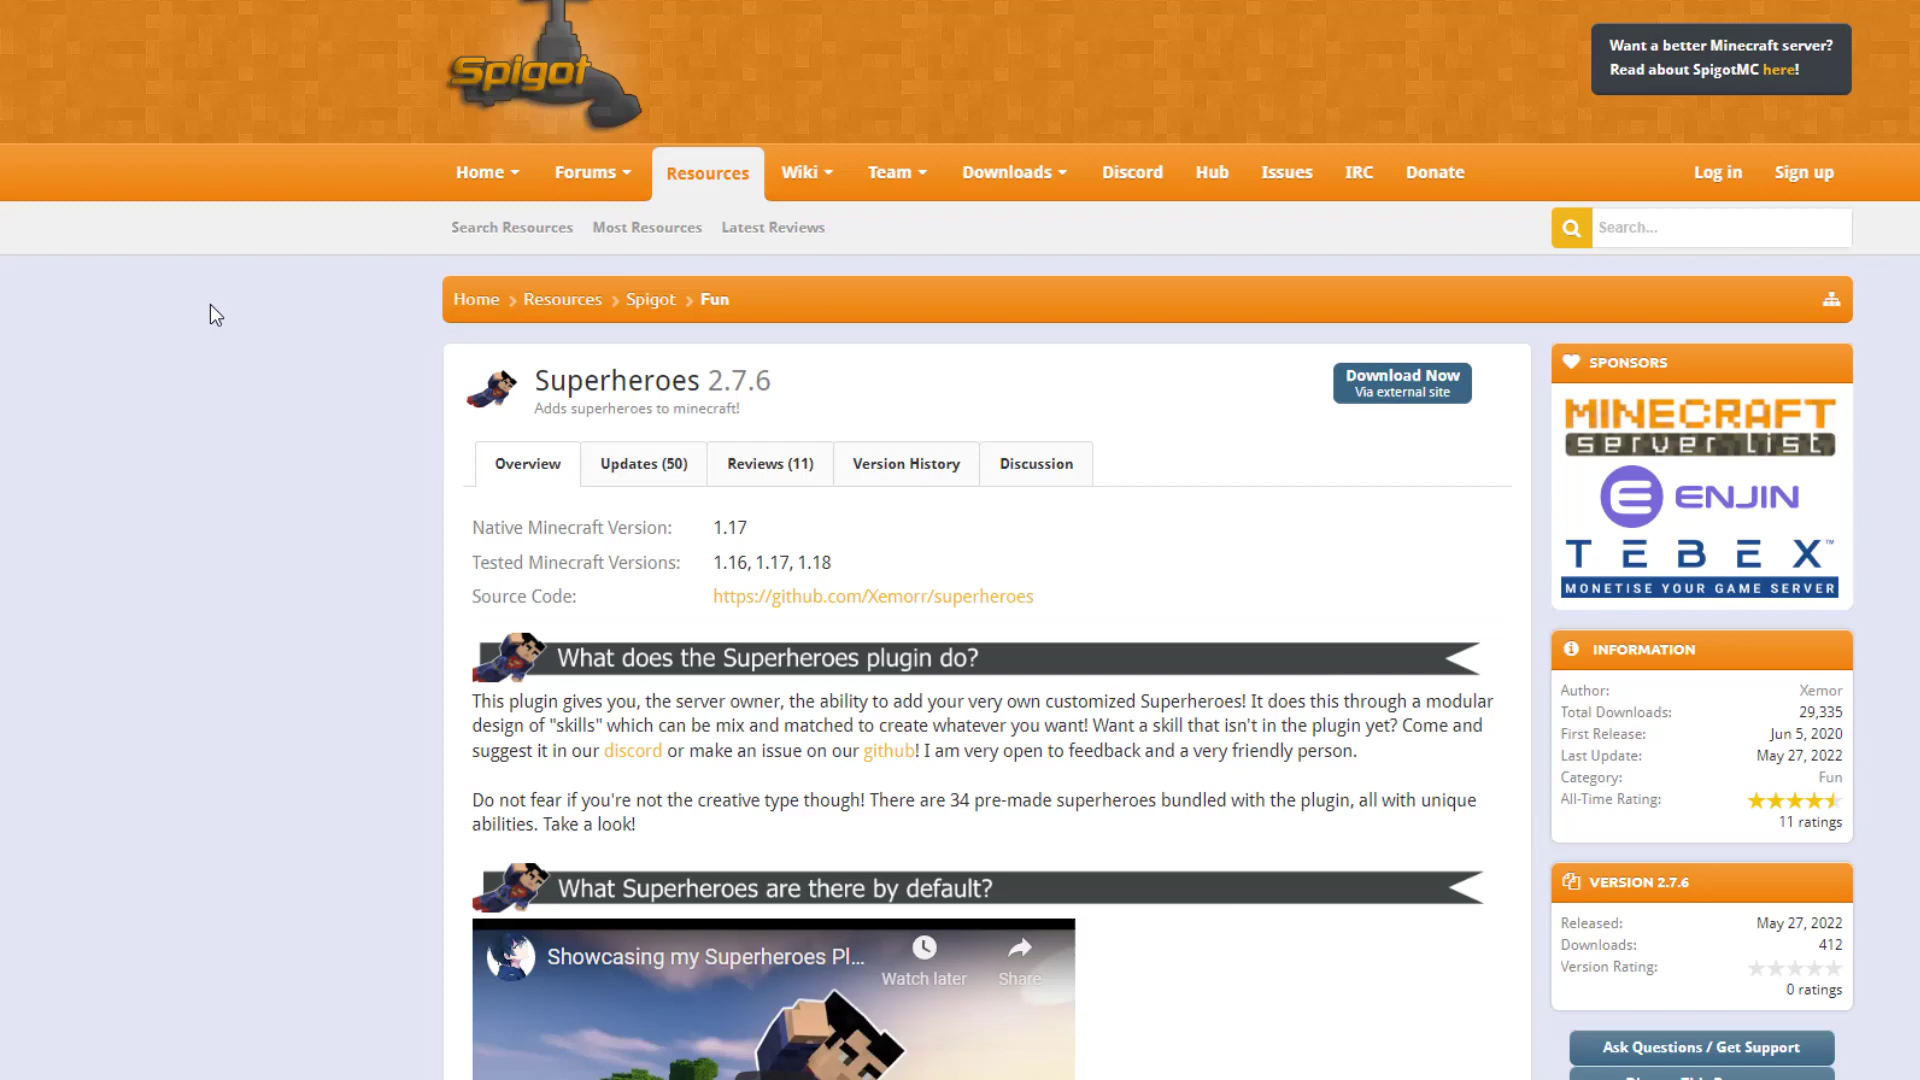 Spigot
Want a better Minecraft server?
Read about SpigotMC here!
Home Forums Resources Wiki Team Downloads Discord Hub Issues IRC Donate Log in Sign up
Search Resources Most Resources Latest Reviews Search...
Home Resources Spigot Fun
Superheroes 2.7.6
Adds superheroes to minecraft!
Download Now
Via external site
Overview Updates (50) Reviews (11) Version History Discussion
Native Minecraft Version: 1.17
Tested Minecraft Versions: 1.16, 1.17, 1.18
Source Code: https://github.com/Xemorr/superheroes
What does the Superheroes plugin do?
This plugin gives you, the server owner, the ability to add your very own customized Superheroes! It does this through a modular
design of "skills" which can be mix and matched to create whatever you want! Want a skill that isn't in the plugin yet? Come and
suggest it in our discord or make an issue on our github! I am very open to feedback and a very friendly person.
Do not fear if you're not the creative type though! There are 34 pre-made superheroes bundled with the plugin, all with unique
abilities. Take a look!
What Superheroes are there by default?
Showcasing my Superheroes Pl...
Watch later Share
SPONSORS
MINECRAFT
server list
ENJIN
TEBEX™
MONETISE YOUR GAME SERVER
INFORMATION
Author: Xemor
Total Downloads: 29,335
First Release: Jun 5, 2020
Last Update: May 27, 2022
Category: Fun
All-Time Rating:
11 ratings
VERSION 2.7.6
Released: May 27, 2022
Downloads: 412
Version Rating:
0 ratings
Ask Questions / Get Support